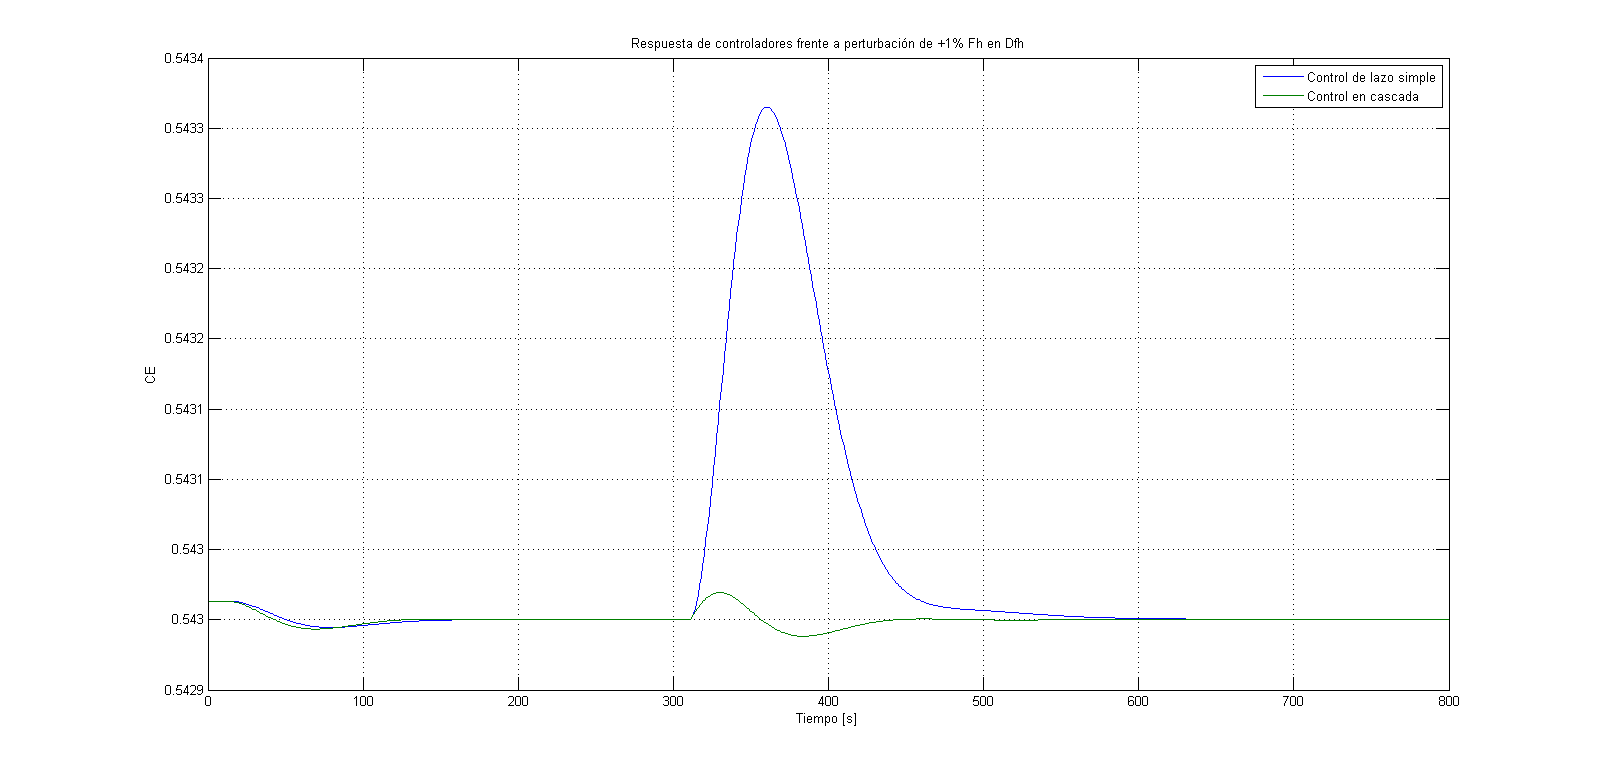 Respuesta de controladores frente a perturbación de +1% Fh en Dfh
Control de lazo simple
Control en cascada
0.5434
0.5433
0.5433
0.5432
0.5432
0.5431
0.5431
0.543
0.543
0.5429
CE
0 100 200 300 400 500 600 700 800
Tiempo [s]